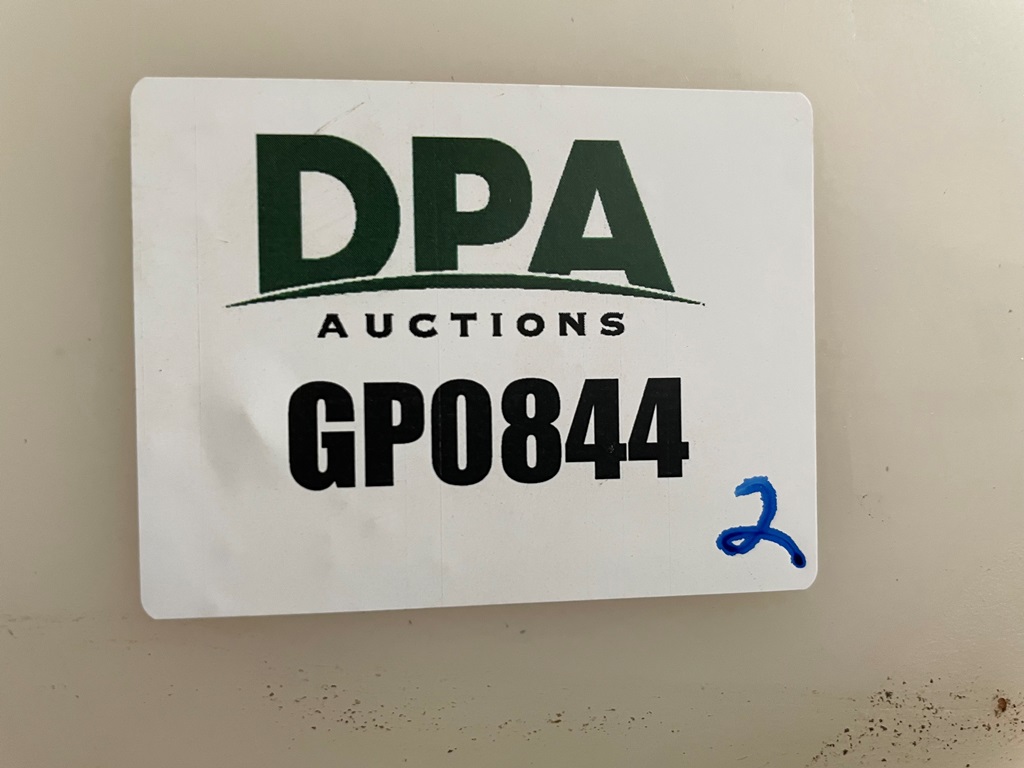 DPA
AUCTIONS
GP0844
2